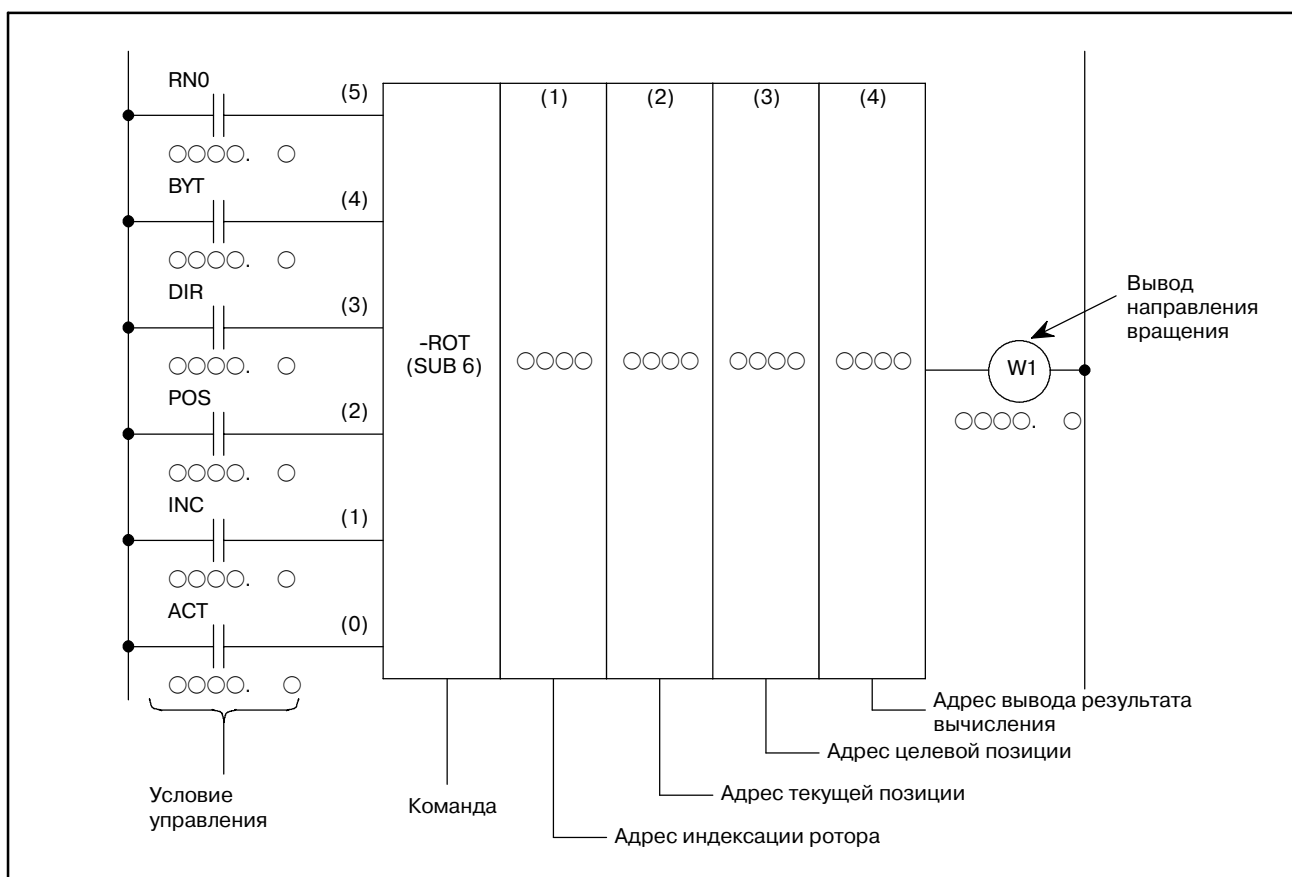 RN0
(5)
○○○○. ○
BYT
(4)
○○○○. ○
DIR
(3)
○○○○. ○
POS
(2)
○○○○. ○
INC
(1)
○○○○. ○
ACT
(0)
○○○○. ○
-ROT
(SUB 6)
(1)
(2)
(3)
(4)
○○○○
○○○○
○○○○
○○○○
W1
○○○○. ○
Вывод
направления
вращения
Адрес вывода результата
вычисления
Адрес целевой позиции
Адрес текущей позиции
Адрес индексации ротора
Команда
Условие
управления